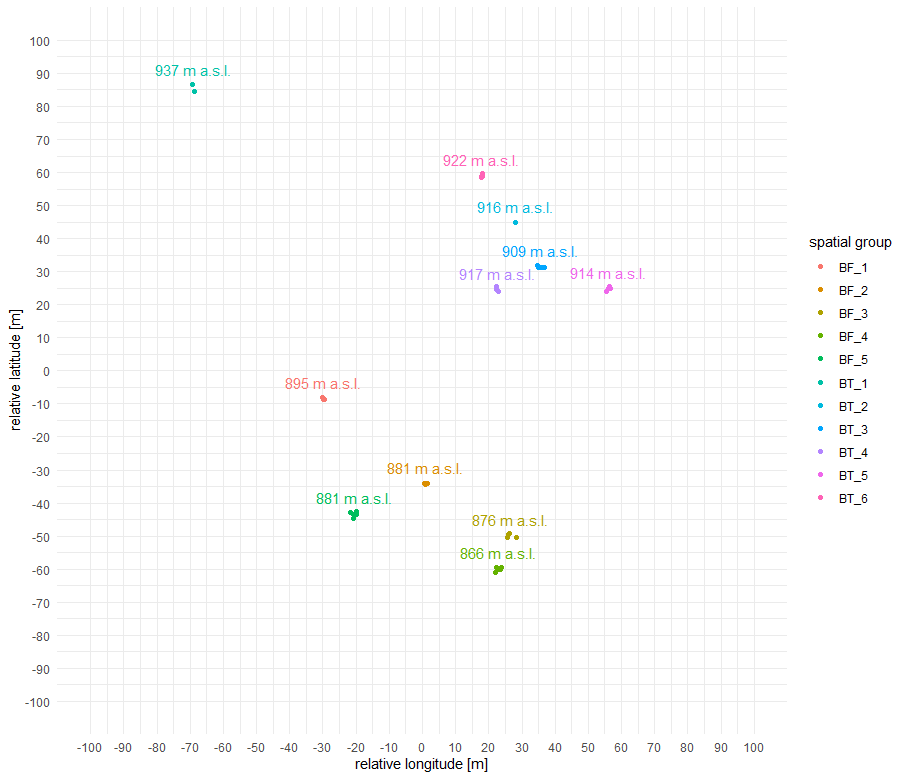 100
90
80
70
60
50
40
30
20
10
0
-10
-20
-30
-40
-50
-60
-70
-80
-90
-100
relative latitude [m]
937 m a.s.l.
922 m a.s.l.
916 m a.s.l.
909 m a.s.l.
917 m a.s.l.
914 m a.s.l.
895 m a.s.l.
881 m a.s.l.
881 m a.s.l.
876 m a.s.l.
866 m a.s.l.
-100 -90 -80 -70 -60 -50 -40 -30 -20 -10 0 10 20 30 40 50 60 70 80 90 100
relative longitude [m]
spatial group
BF_1
BF_2
BF_3
BF_4
BF_5
BT_1
BT_2
BT_3
BT_4
BT_5
BT_6